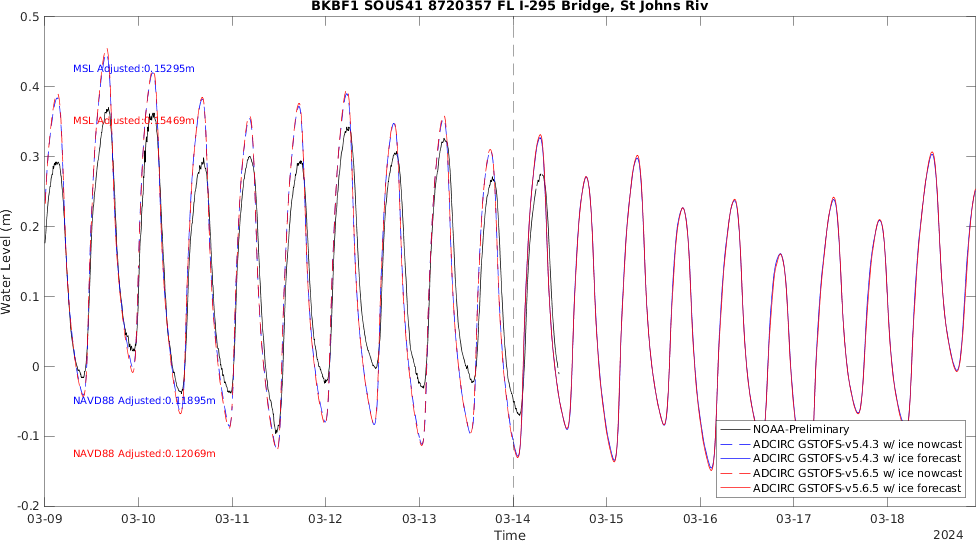 BKBF1 SOUS41 8720357 FL I-295 Bridge, St Johns Riv
0.5
0.4
0.3
0.2
0.1
0
-0.1
-0.2
Water Level (m)
MSL Adjusted:0.15295m
MSL Adjusted:0.15469m
NAVD88 Adjusted:0.11895m
NAVD88 Adjusted:0.12069m
NOAA-Preliminary
ADCIRC GSTOFS-v5.4.3 w/ ice nowcast
ADCIRC GSTOFS-v5.4.3 w/ ice forecast
ADCIRC GSTOFS-v5.6.5 w/ ice nowcast
ADCIRC GSTOFS-v5.6.5 w/ ice forecast
03-09 03-10 03-11 03-12 03-13 03-14 03-15 03-16 03-17 03-18
Time
2024